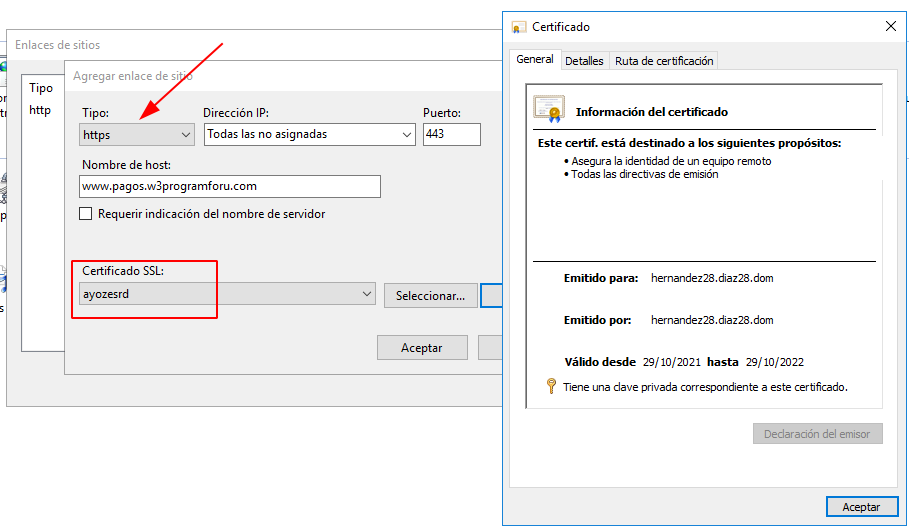 Enlaces de sitios
Tipo
http
Agregar enlace de sitio
Tipo:
Dirección IP:
Puerto:
https
Todas las no asignadas
443
Nombre de host:
www.pagos.w3programforu.com
Requerir indicación del nombre de servidor
Certificado SSL:
ayozesrd
Seleccionar...
Aceptar
Certificado
General
Detalles
Ruta de certificación
Información del certificado
Este certif. está destinado a los siguientes propósitos:
• Asegura la identidad de un equipo remoto
• Todas las directivas de emisión
Emitido para: hernandez28.diaz28.dom
Emitido por: hernandez28.diaz28.dom
Válido desde 29/10/2021 hasta 29/10/2022
Tiene una clave privada correspondiente a este certificado.
Declaración del emisor
Aceptar